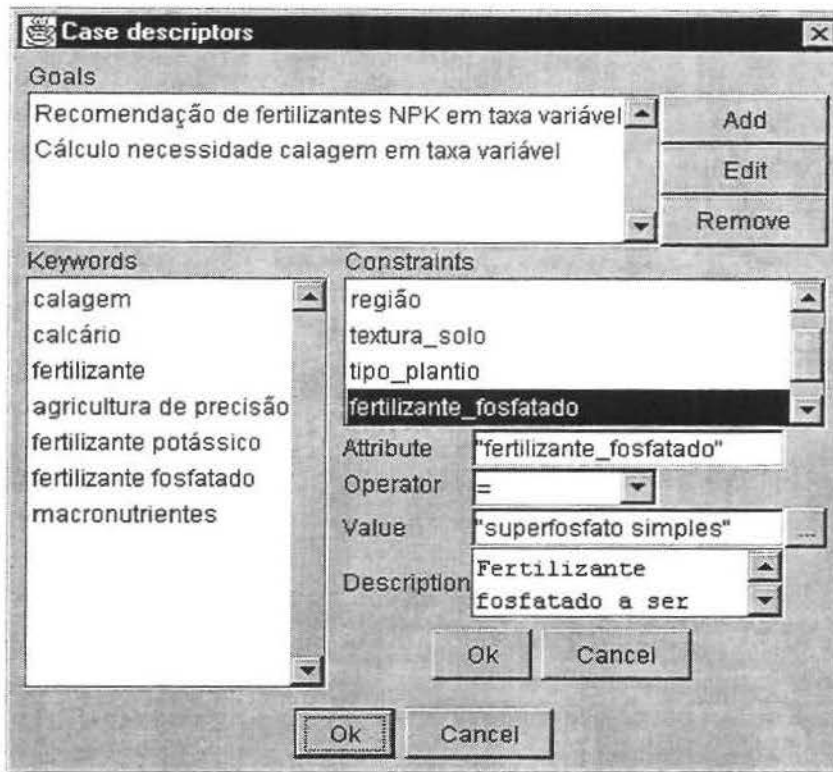 Case descriptors
Goals
Recomendação de fertilizantes NPK em taxa variável
Cálculo necessidade calagem em taxa variável
Add
Edit
Remove
Keywords
calagem
calcário
fertilizante
agricultura de precisão
fertilizante potássico
fertilizante fosfatado
macronutrientes
Constraints
região
textura_solo
tipo_plantio
fertilizante_fosfatado
Attribute "fertilizante_fosfatado"
Operator =
Value "superfosfato simples" ...
Description Fertilizante
fosfatado a ser
Ok Cancel
Ok Cancel